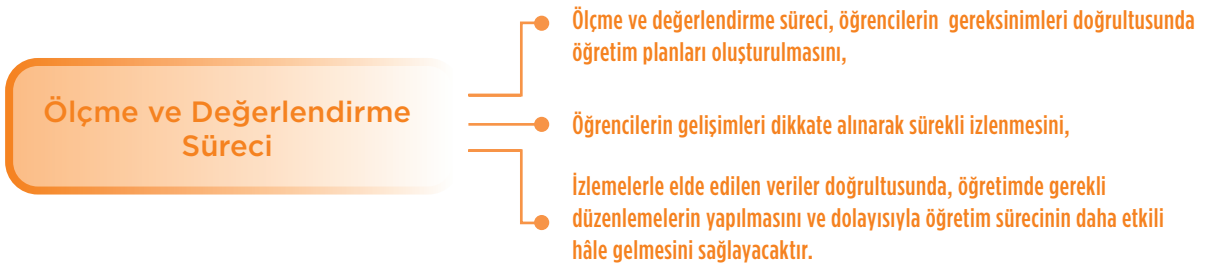 Ölçme ve Değerlendirme
Süreci
Ölçme ve değerlendirme süreci, öğrencilerin gereksinimleri doğrultusunda
öğretim planları oluşturulmasını,
Öğrencilerin gelişimleri dikkate alınarak sürekli izlenmesini,
İzlemelerle elde edilen veriler doğrultusunda, öğretimde gerekli
düzenlemelerin yapılmasını ve dolayısıyla öğretim sürecinin daha etkili
hâle gelmesini sağlayacaktır.